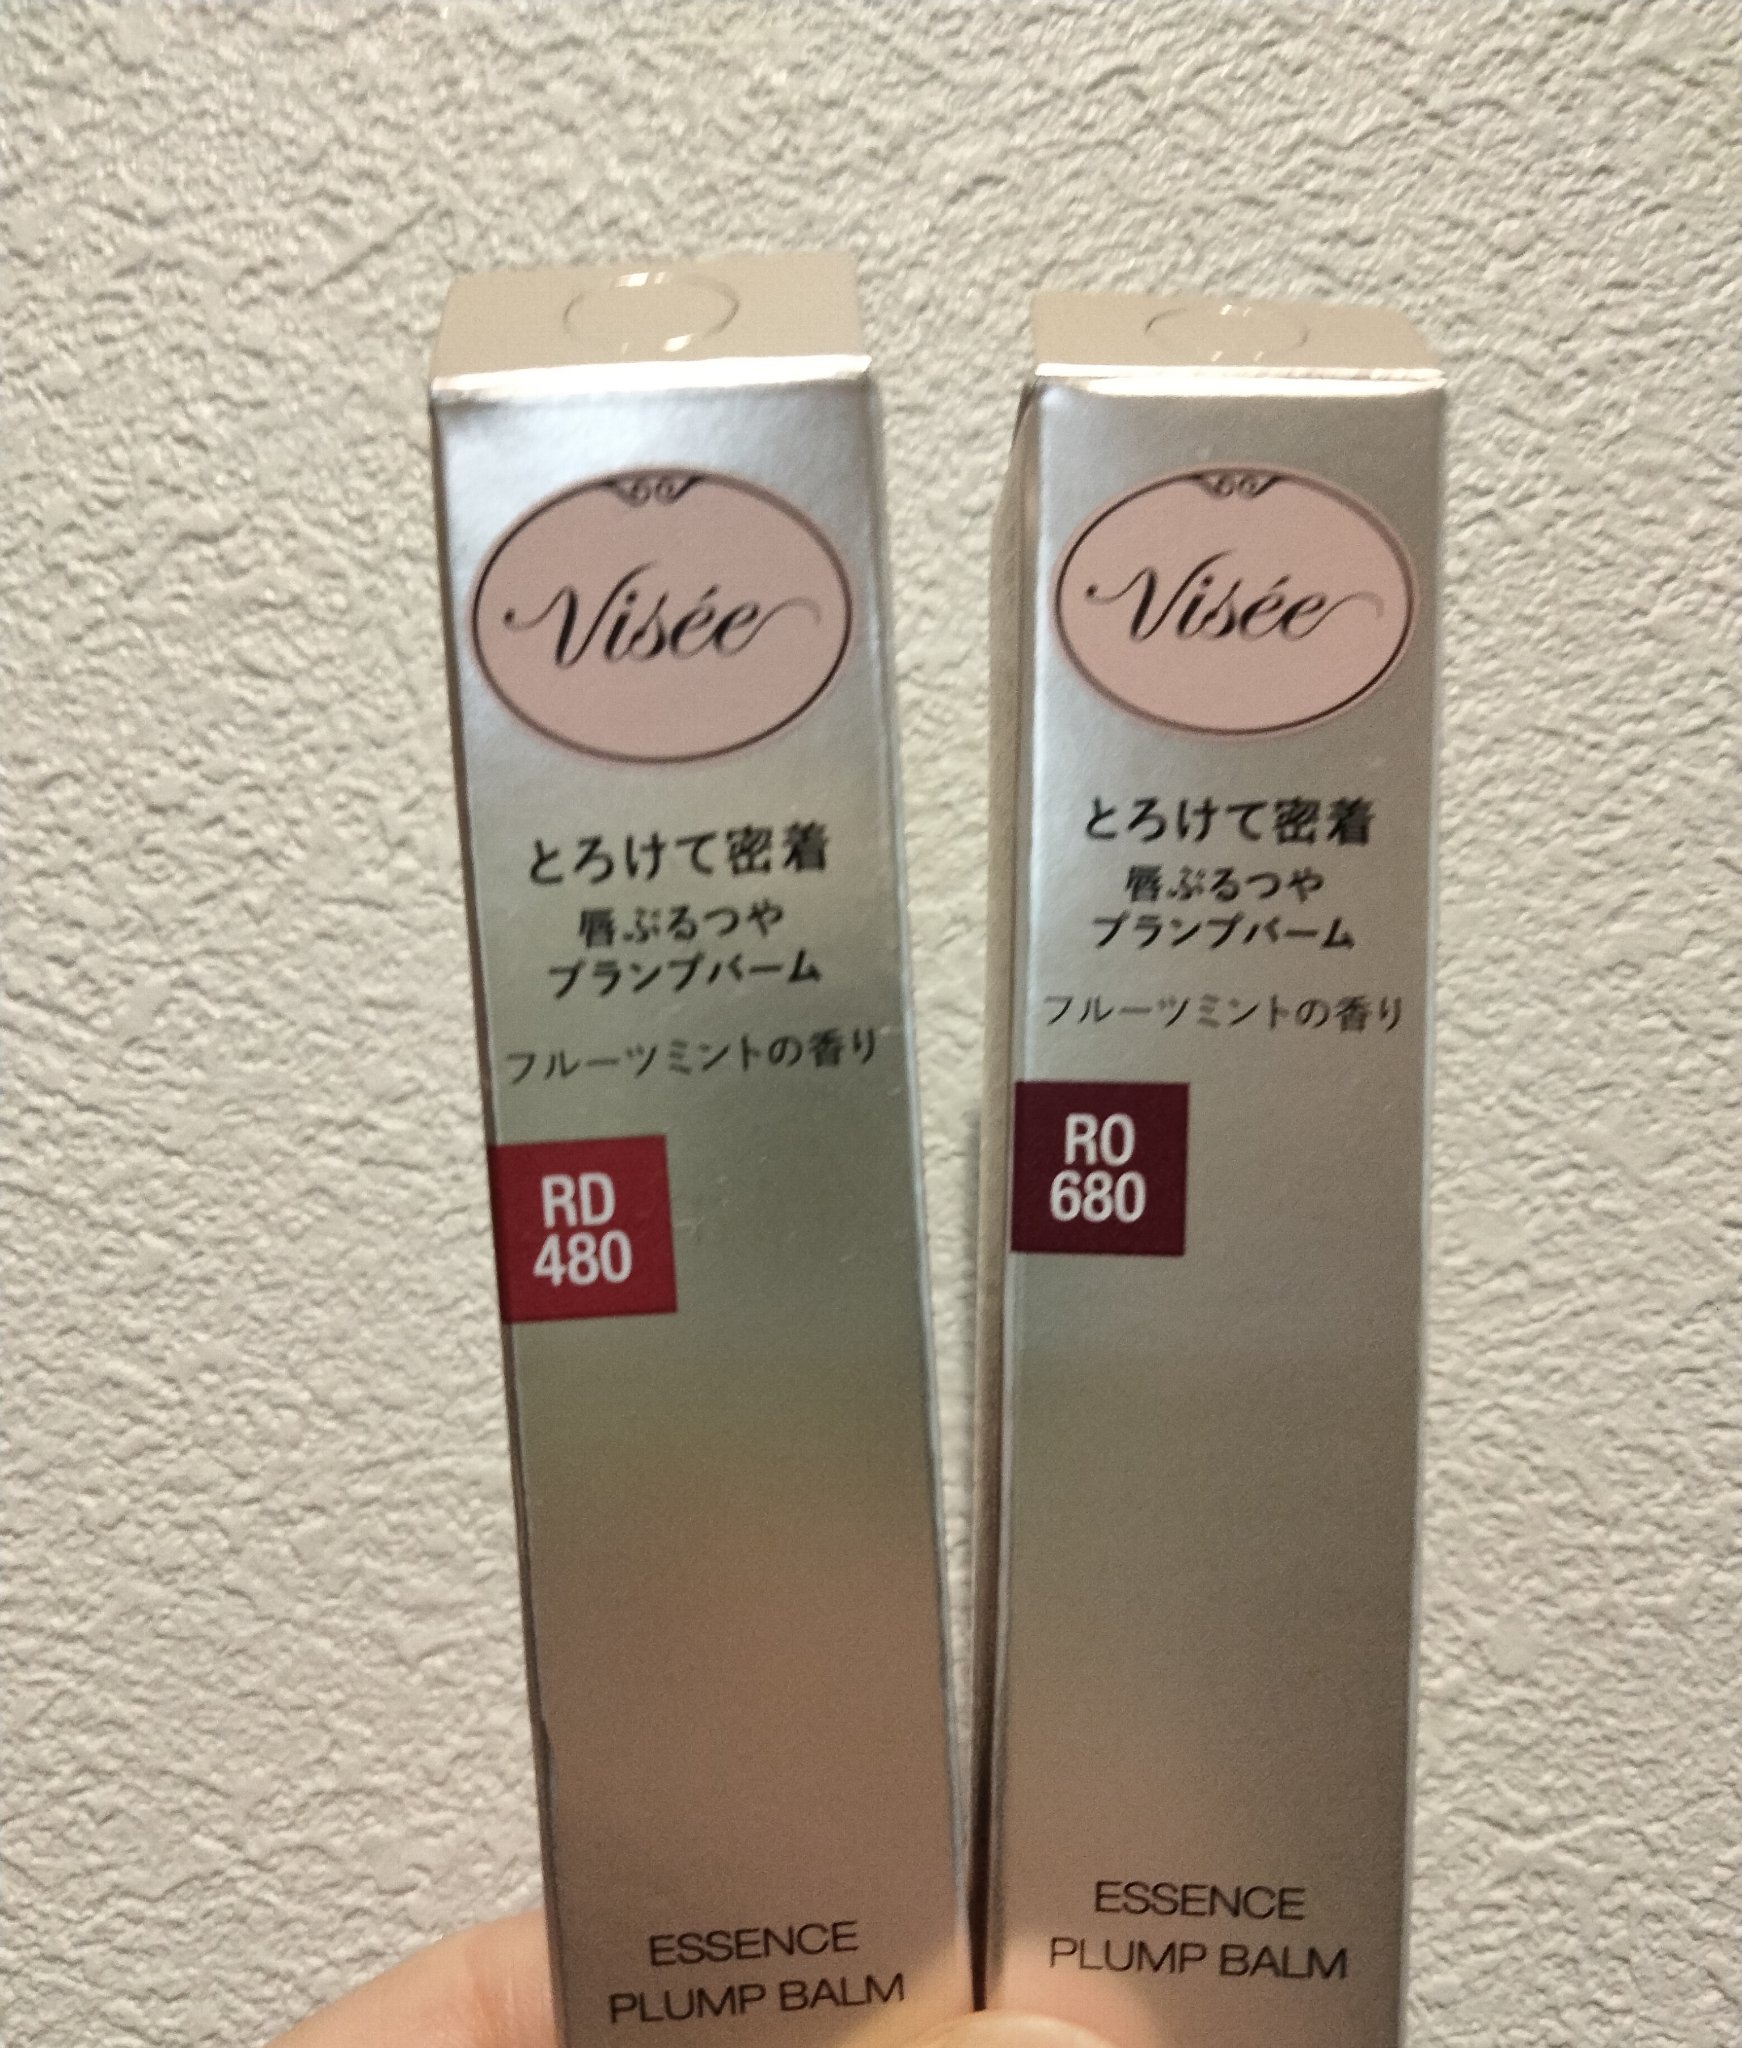 Visée
とろけて密着
唇ぷるつや
プランプバーム
フルーツミントの香り
RD
480
ESSENCE
PLUMP BALM
Visée
とろけて密着
唇ぷるつや
プランプバーム
フルーツミントの香り
RO
680
ESSENCE
PLUMP BALM